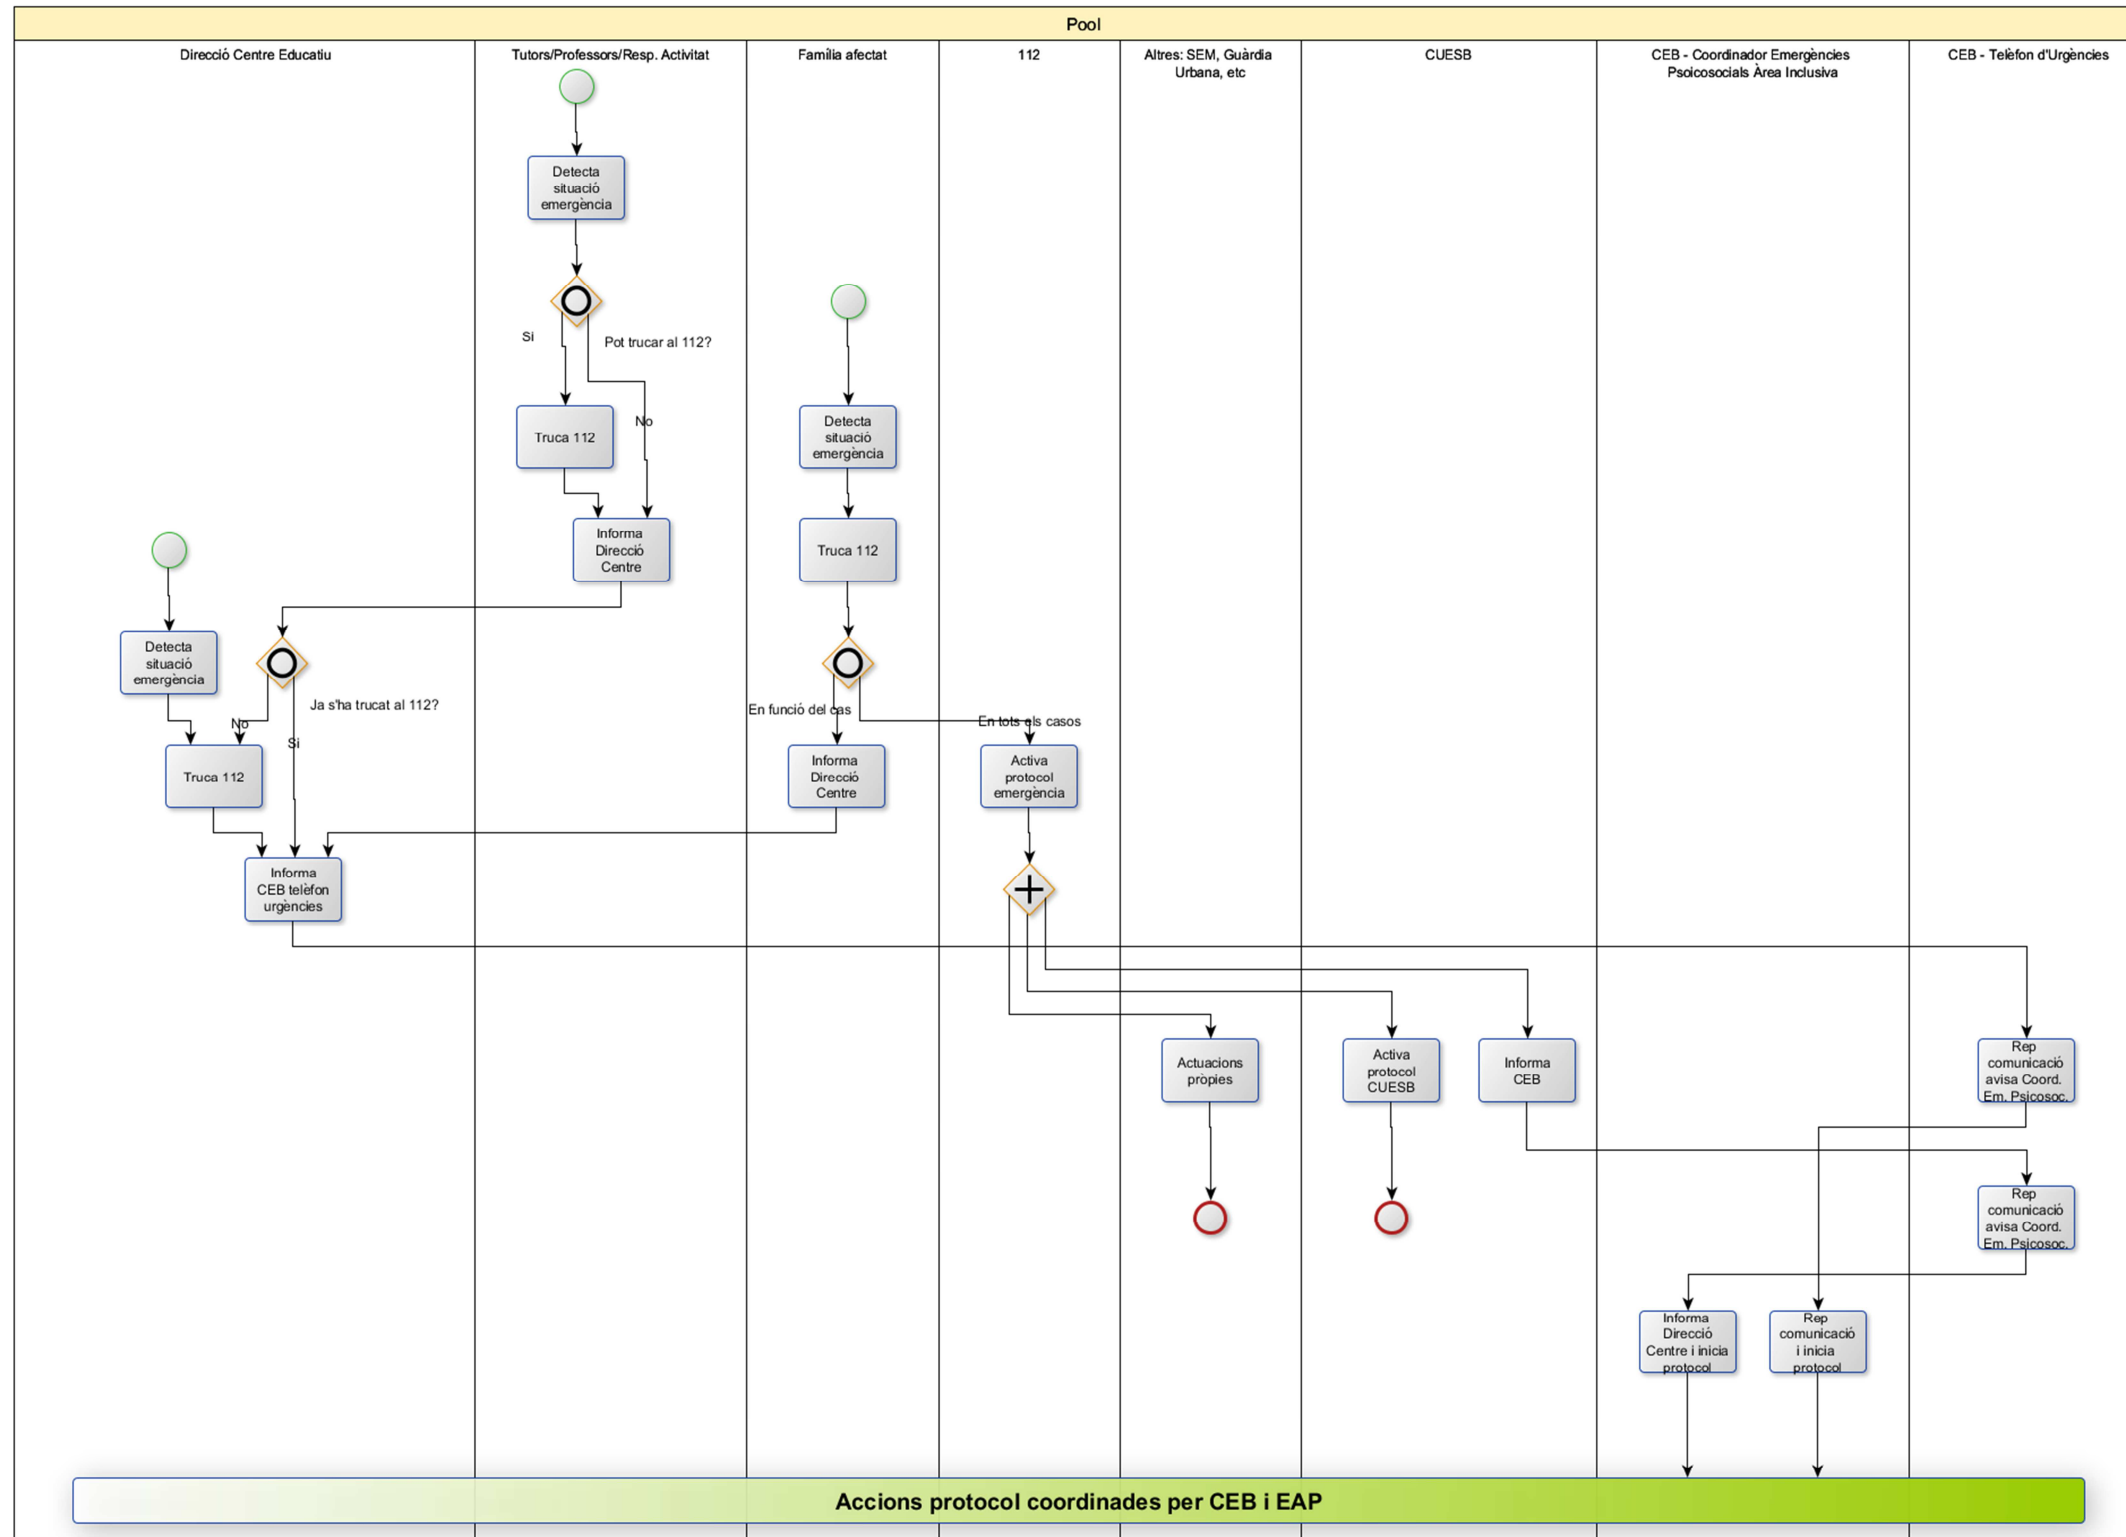 Pool
Direcció Centre Educatiu
Tutors/Professors/Resp. Activitat
Família afectat
112
Altres: SEM, Guàrdia
Urbana, etc
CUESB
CEB - Coordinador Emergències
Psoicosocials Àrea Inclusiva
CEB - Telèfon d'Urgències
Detecta
situació
emergència
Si
Pot trucar al 112?
No
Truca 112
Informa
Direcció
Centre
Detecta
situació
emergència
Truca 112
En funció del cas
En tots els casos
Informa
Direcció
Centre
Activa
protocol
emergència
Detecta
situació
emergència
Ja s'ha trucat al 112?
No
Si
Truca 112
Informa
CEB telèfon
urgències
Actuacions
pròpies
Activa
protocol
CUESB
Informa
CEB
Rep
comunicació
avisa Coord.
Em. Psicosoc.
Rep
comunicació
avisa Coord.
Em. Psicosoc.
Informa
Direcció
Centre i inicia
protocol
Rep
comunicació
i inicia
protocol
Accions protocol coordinades per CEB i EAP